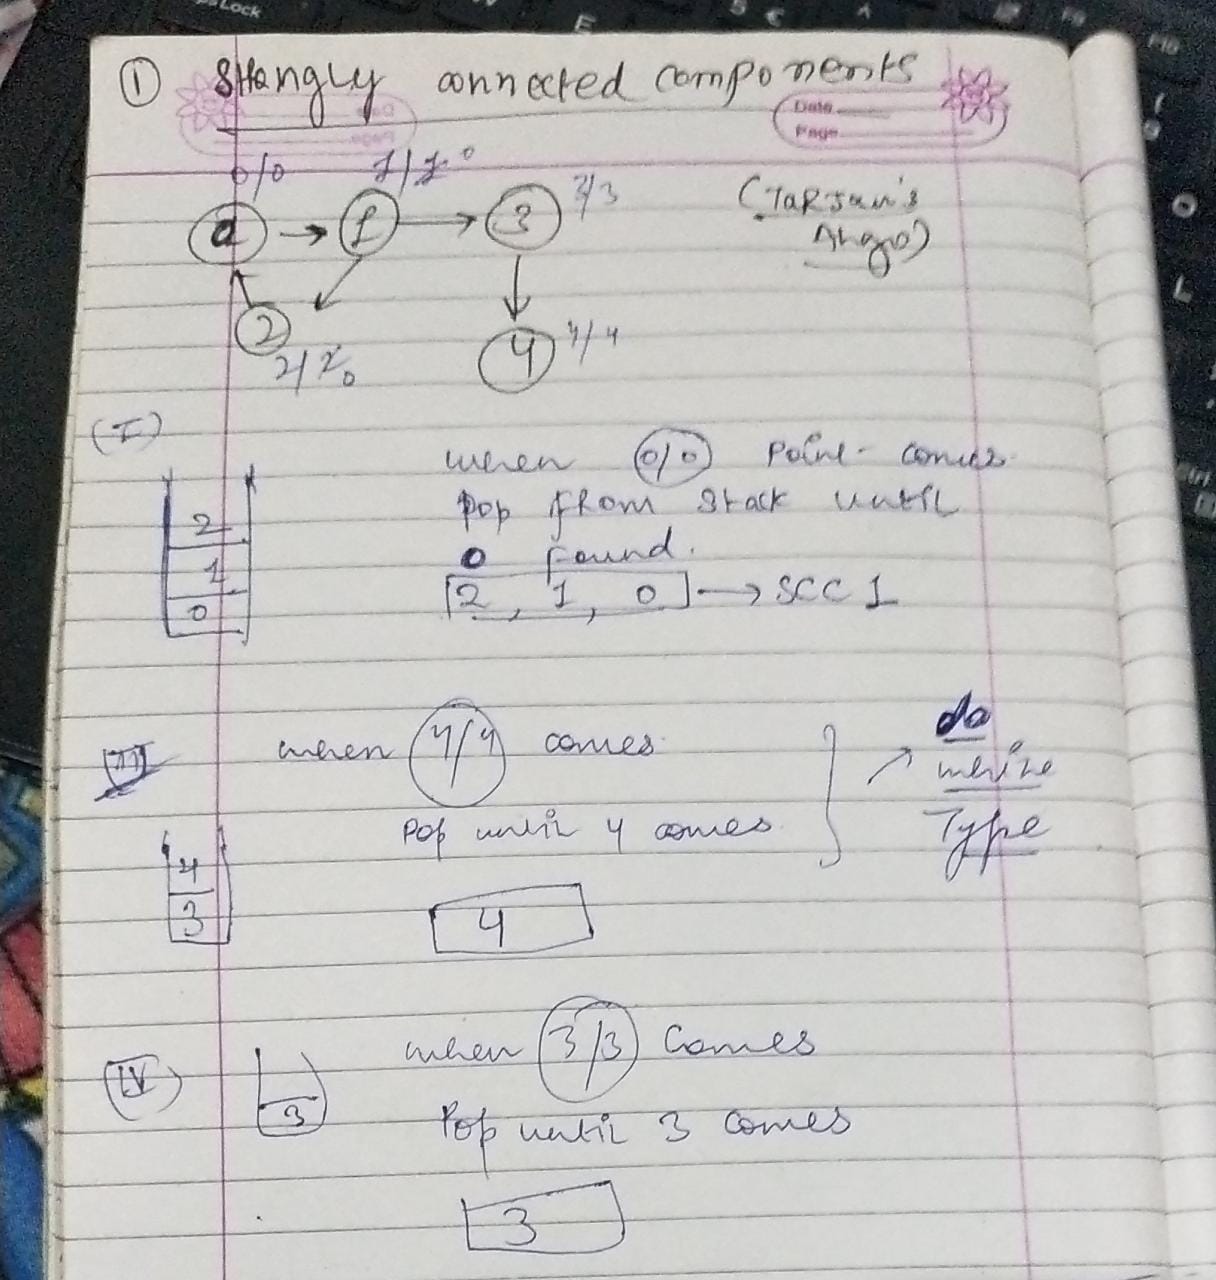 ① Strongly connected components
Date
Page
0/0 1/1 0
0 1 3 3/3
(Tarjan's
Algo)
2 4 4/4
2/2 0
(I)
when 0/0 Point comes
Pop from stack until
0 found.
2
1
0
[2, 1, 0] → SCC 1
III when 4/4 comes
do
while
Type
Pop until 4 comes
4
3
4
IV when 3/3 comes
3
Pop until 3 comes
3